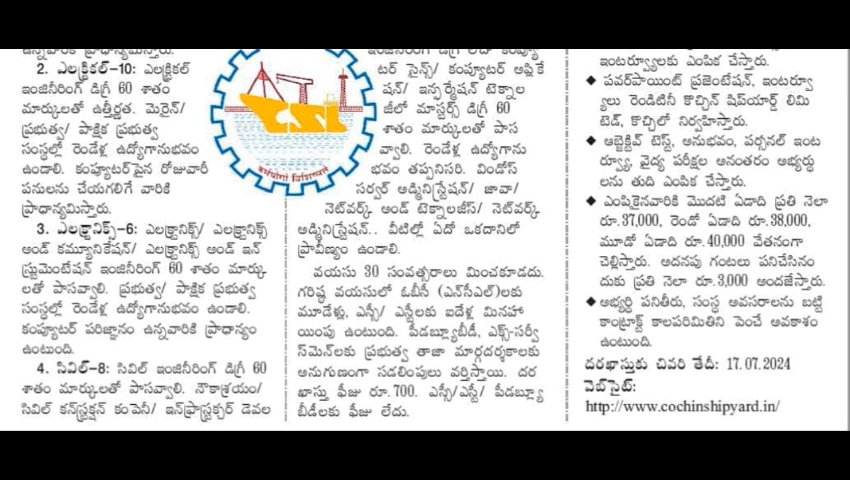 ఉన్నవారికి ప్రాధాన్యమిస్తారు.
2. ఎలక్ట్రికల్-10: ఎలక్ట్రికల్
ఇంజినీరింగ్ డిగ్రీ 60 శాతం
మార్కులతో ఉత్తీర్ణత. మెరైన్/
ప్రభుత్వ/ పాక్షిక ప్రభుత్వ
సంస్థల్లో రెండేళ్ల ఉద్యోగానుభవం
ఉండాలి. కంప్యూటర్‌పైన రోజువారీ
పనులను చేయగలిగే వారికి
ప్రాధాన్యమిస్తారు.
3. ఎలక్ట్రానిక్స్-6: ఎలక్ట్రానిక్స్/ ఎలక్ట్రానిక్స్
అండ్ కమ్యూనికేషన్/ ఎలక్ట్రానిక్స్ అండ్ ఇన్
స్ట్రుమెంటేషన్ ఇంజినీరింగ్ 60 శాతం మార్కు
లతో పాసవ్వాలి. ప్రభుత్వ/ పాక్షిక ప్రభుత్వ
సంస్థల్లో రెండేళ్ల ఉద్యోగానుభవం ఉండాలి.
కంప్యూటర్ పరిజ్ఞానం ఉన్నవారికి ప్రాధాన్యం
ఉంటుంది.
4. సివిల్-8: సివిల్ ఇంజినీరింగ్ డిగ్రీ 60
శాతం మార్కులతో పాసవ్వాలి. నౌకాశ్రయం/
సివిల్ కన్‌స్ట్రక్షన్ కంపెనీ/ ఇన్‌ఫ్రాస్ట్రక్చర్ డెవల
CSL
कर्मयोगो विशिष्यते
ఇంజినీరింగ్ డిగ్రీ లేదా కంప్యూ
టర్ సైన్స్/ కంప్యూటర్ అప్లికే
షన్/ ఇన్ఫర్మేషన్ టెక్నాల
జీలో మాస్టర్స్ డిగ్రీ 60
శాతం మార్కులతో పాస
వ్వాలి. రెండేళ్ల ఉద్యోగాను
భవం తప్పనిసరి. విండోస్
సర్వర్ అడ్మినిస్ట్రేషన్/ జావా/
నెట్‌వర్క్ అండ్ టెక్నాలజీస్/ నెట్‌వర్క్
అడ్మినిస్ట్రేషన్.. వీటిల్లో ఏదో ఒకదానిలో
ప్రావీణ్యం ఉండాలి.
వయసు 30 సంవత్సరాలు మించకూడదు.
గరిష్ఠ వయసులో ఓబీసీ (ఎన్‌సీఎల్)లకు
మూడేళ్లు, ఎస్సీ/ ఎస్టీలకు ఐదేళ్ల మినహా
యింపు ఉంటుంది. పీడబ్ల్యూబీడీ, ఎక్స్-సర్వీ
స్‌మెన్‌లకు ప్రభుత్వ తాజా మార్గదర్శకాలకు
అనుగుణంగా సడలింపులు వర్తిస్తాయి. దర
ఖాస్తు ఫీజు రూ.700. ఎస్సీ/ఎస్టీ/ పీడబ్ల్యూ
బీడీలకు ఫీజు లేదు.
ఇంటర్వ్యూలకు ఎంపిక చేస్తారు.
◆ పవర్‌పాయింట్ ప్రజెంటేషన్, ఇంటర్వ్యూ
యలు రెండిటినీ కొచ్చిన్ షిప్‌యార్డ్ లిమి
టెడ్, కొచ్చిలో నిర్వహిస్తారు.
◆ ఆబ్జెక్టివ్ టెస్ట్, అనుభవం, పర్సనల్ ఇంట
ర్వ్యూ, వైద్య పరీక్షల అనంతరం అభ్యర్థు
లను తుది ఎంపిక చేస్తారు.
◆ ఎంపికైనవారికి మొదటి ఏడాది ప్రతి నెలా
రూ.37,000, రెండో ఏడాది రూ.38,000,
మూడో ఏడాది రూ.40,000 వేతనంగా
చెల్లిస్తారు. అదనపు గంటలు పనిచేసినం
దుకు ప్రతి నెలా రూ.3,000 అందజేస్తారు.
◆ అభ్యర్థి పనితీరు, సంస్థ అవసరాలను బట్టి
కాంట్రాక్ట్ కాలపరిమితిని పెంచే అవకాశం
ఉంటుంది.
దరఖాస్తుకు చివరి తేదీ: 17.07.2024
వెబ్‌సైట్:
http://www.cochinshipyard.in/